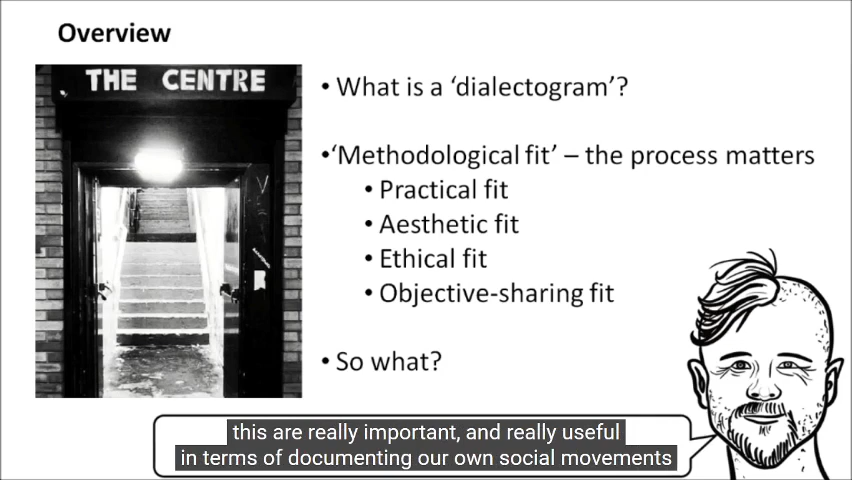 Overview
THE CENTRE
• What is a ‘dialectogram’?
•‘Methodological fit’ – the process matters
• Practical fit
• Aesthetic fit
• Ethical fit
• Objective-sharing fit
• So what?
this are really important, and really useful
in terms of documenting our own social movements